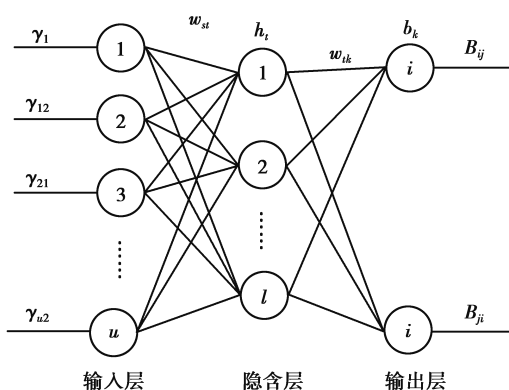 w_st h_t w_tk b_k
γ_1 1 1 i B_ij
γ_12 2 2
γ_21 3
l
γ_u2 u i B_ji
输入层 隐含层 输出层